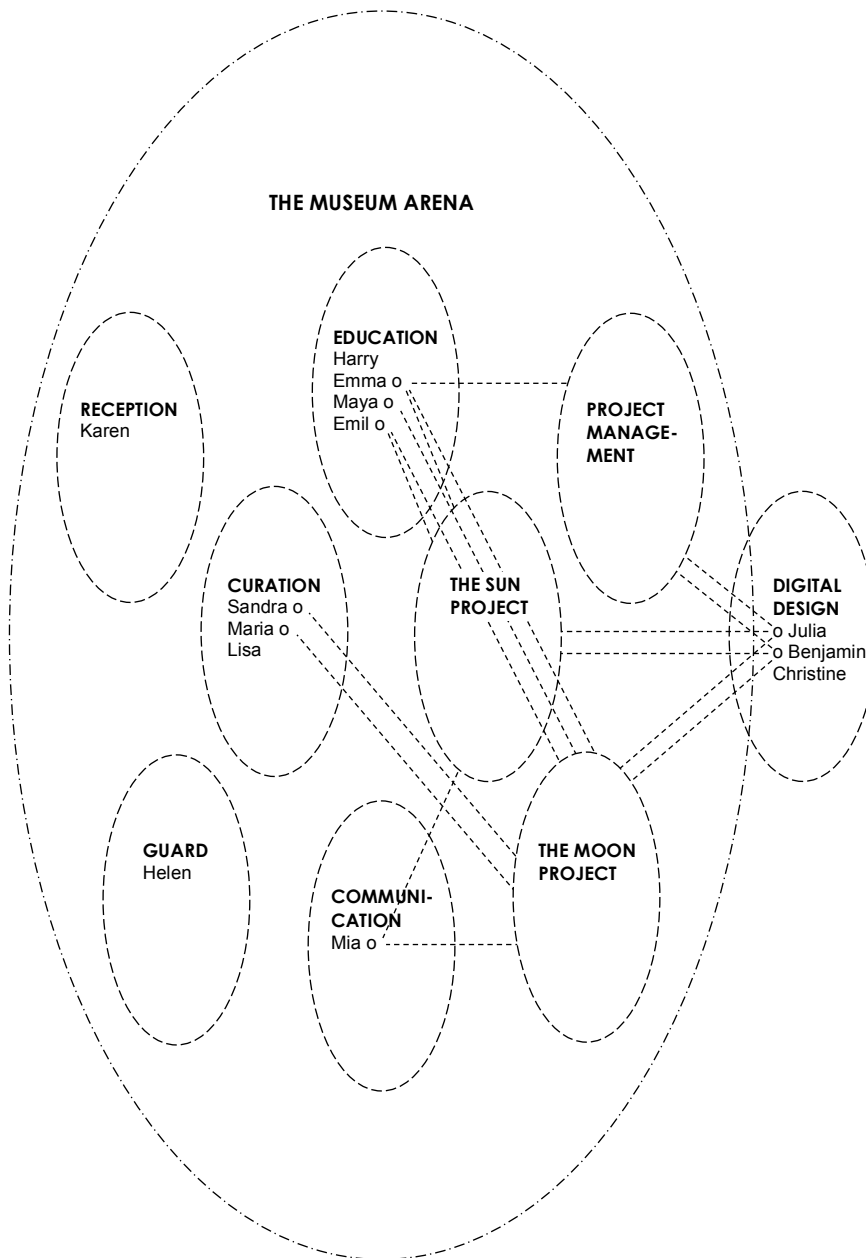 THE MUSEUM ARENA
EDUCATION
Harry
Emma o
Maya o
Emil o
RECEPTION
Karen
PROJECT
MANAGE-
MENT
CURATION
Sandra o
Maria o
Lisa
THE SUN
PROJECT
DIGITAL
DESIGN
o Julia
o Benjamin
Christine
GUARD
Helen
COMMUNI-
CATION
Mia o
THE MOON
PROJECT